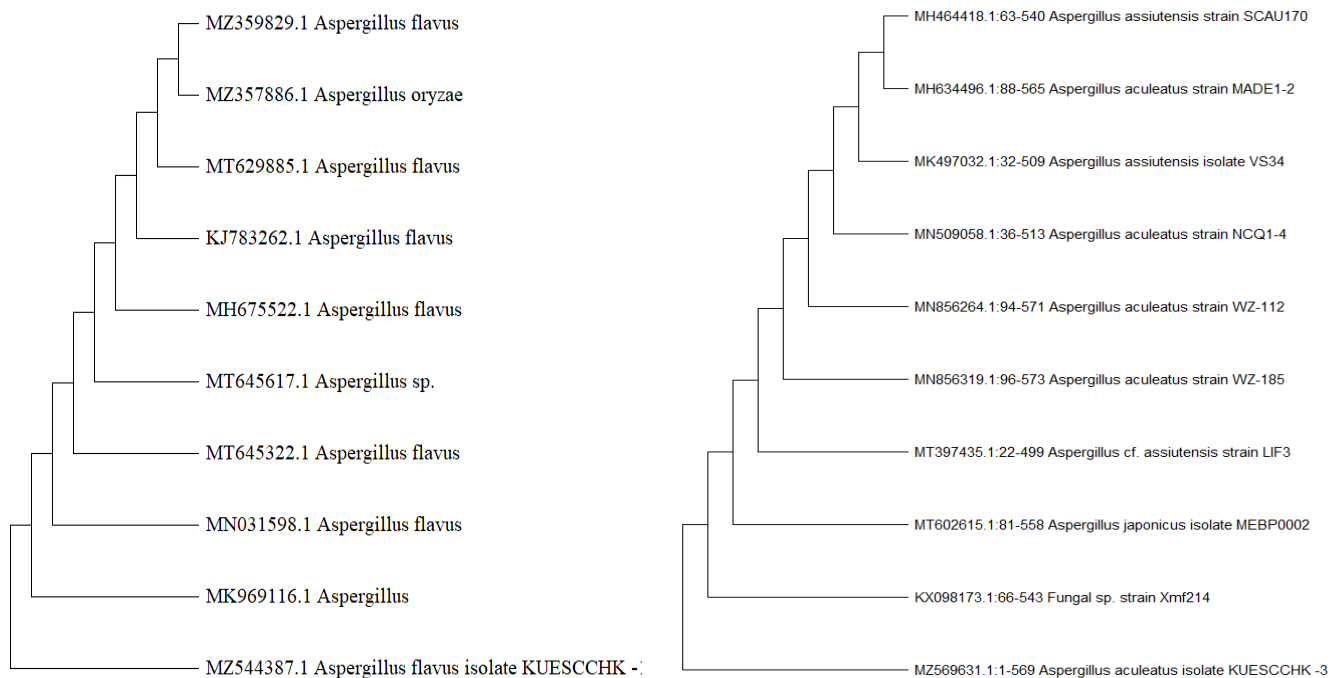 MZ359829.1 Aspergillus flavus
MZ357886.1 Aspergillus oryzae
MT629885.1 Aspergillus flavus
KJ783262.1 Aspergillus flavus
MH675522.1 Aspergillus flavus
MT645617.1 Aspergillus sp.
MT645322.1 Aspergillus flavus
MN031598.1 Aspergillus flavus
MK969116.1 Aspergillus
MZ544387.1 Aspergillus flavus isolate KUESCCHK -
MH464418.1:63-540 Aspergillus assiutensis strain SCAU170
MH634496.1:88-565 Aspergillus aculeatus strain MADE1-2
MK497032.1:32-509 Aspergillus assiutensis isolate VS34
MN509058.1:36-513 Aspergillus aculeatus strain NCQ1-4
MN856264.1:94-571 Aspergillus aculeatus strain WZ-112
MN856319.1:96-573 Aspergillus aculeatus strain WZ-185
MT397435.1:22-499 Aspergillus cf. assiutensis strain LIF3
MT602615.1:81-558 Aspergillus japonicus isolate MEBP0002
KX098173.1:66-543 Fungal sp. strain Xmf214
MZ569631.1:1-569 Aspergillus aculeatus isolate KUESCCHK -3